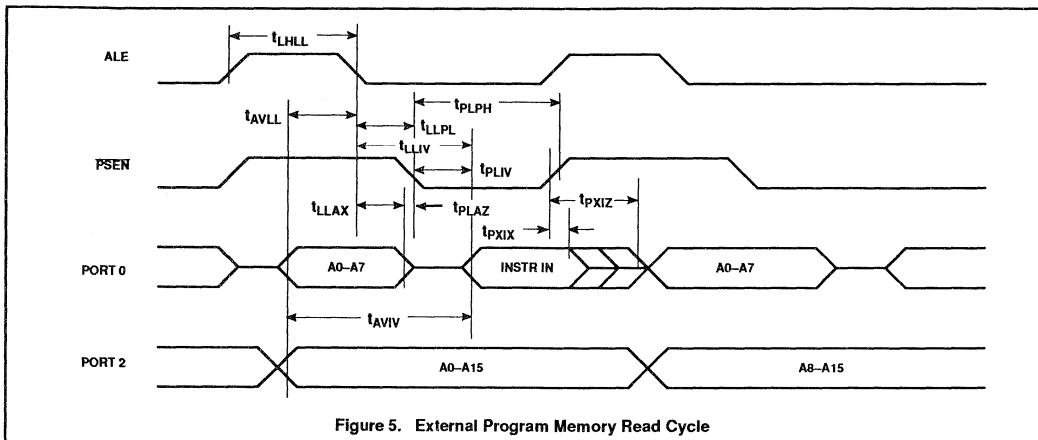 ALE
tLHLL
tPLPH
tAVLL
tLLPL
tLLIV
PSEN
tPLIV
tLLAX
tPLAZ
tPXIZ
tPXIX
PORT 0
A0–A7
INSTR IN
A0–A7
tAVIV
PORT 2
A0–A15
A8–A15
Figure 5. External Program Memory Read Cycle